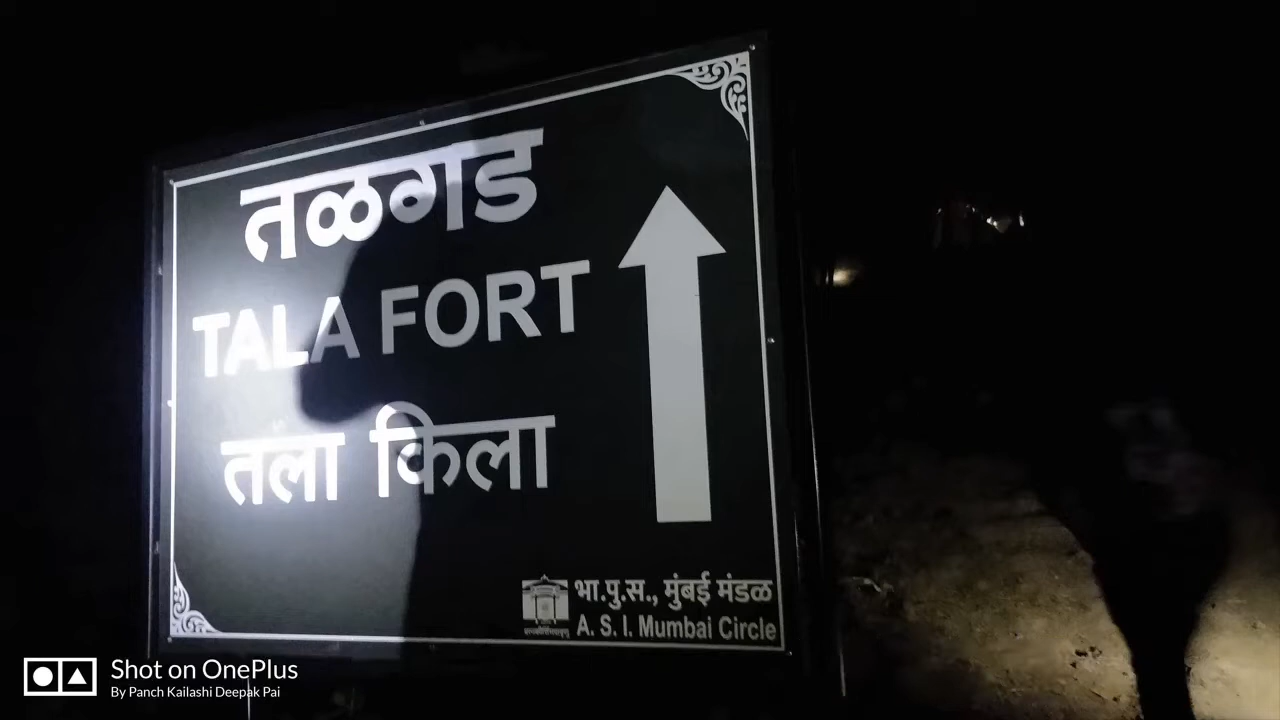 तळगड
TALA FORT
तला किला
भा.पु.स., मुंबई मंडळ
A. S. I. Mumbai Circle
Shot on OnePlus
By Panch Kailashi Deepak Pai